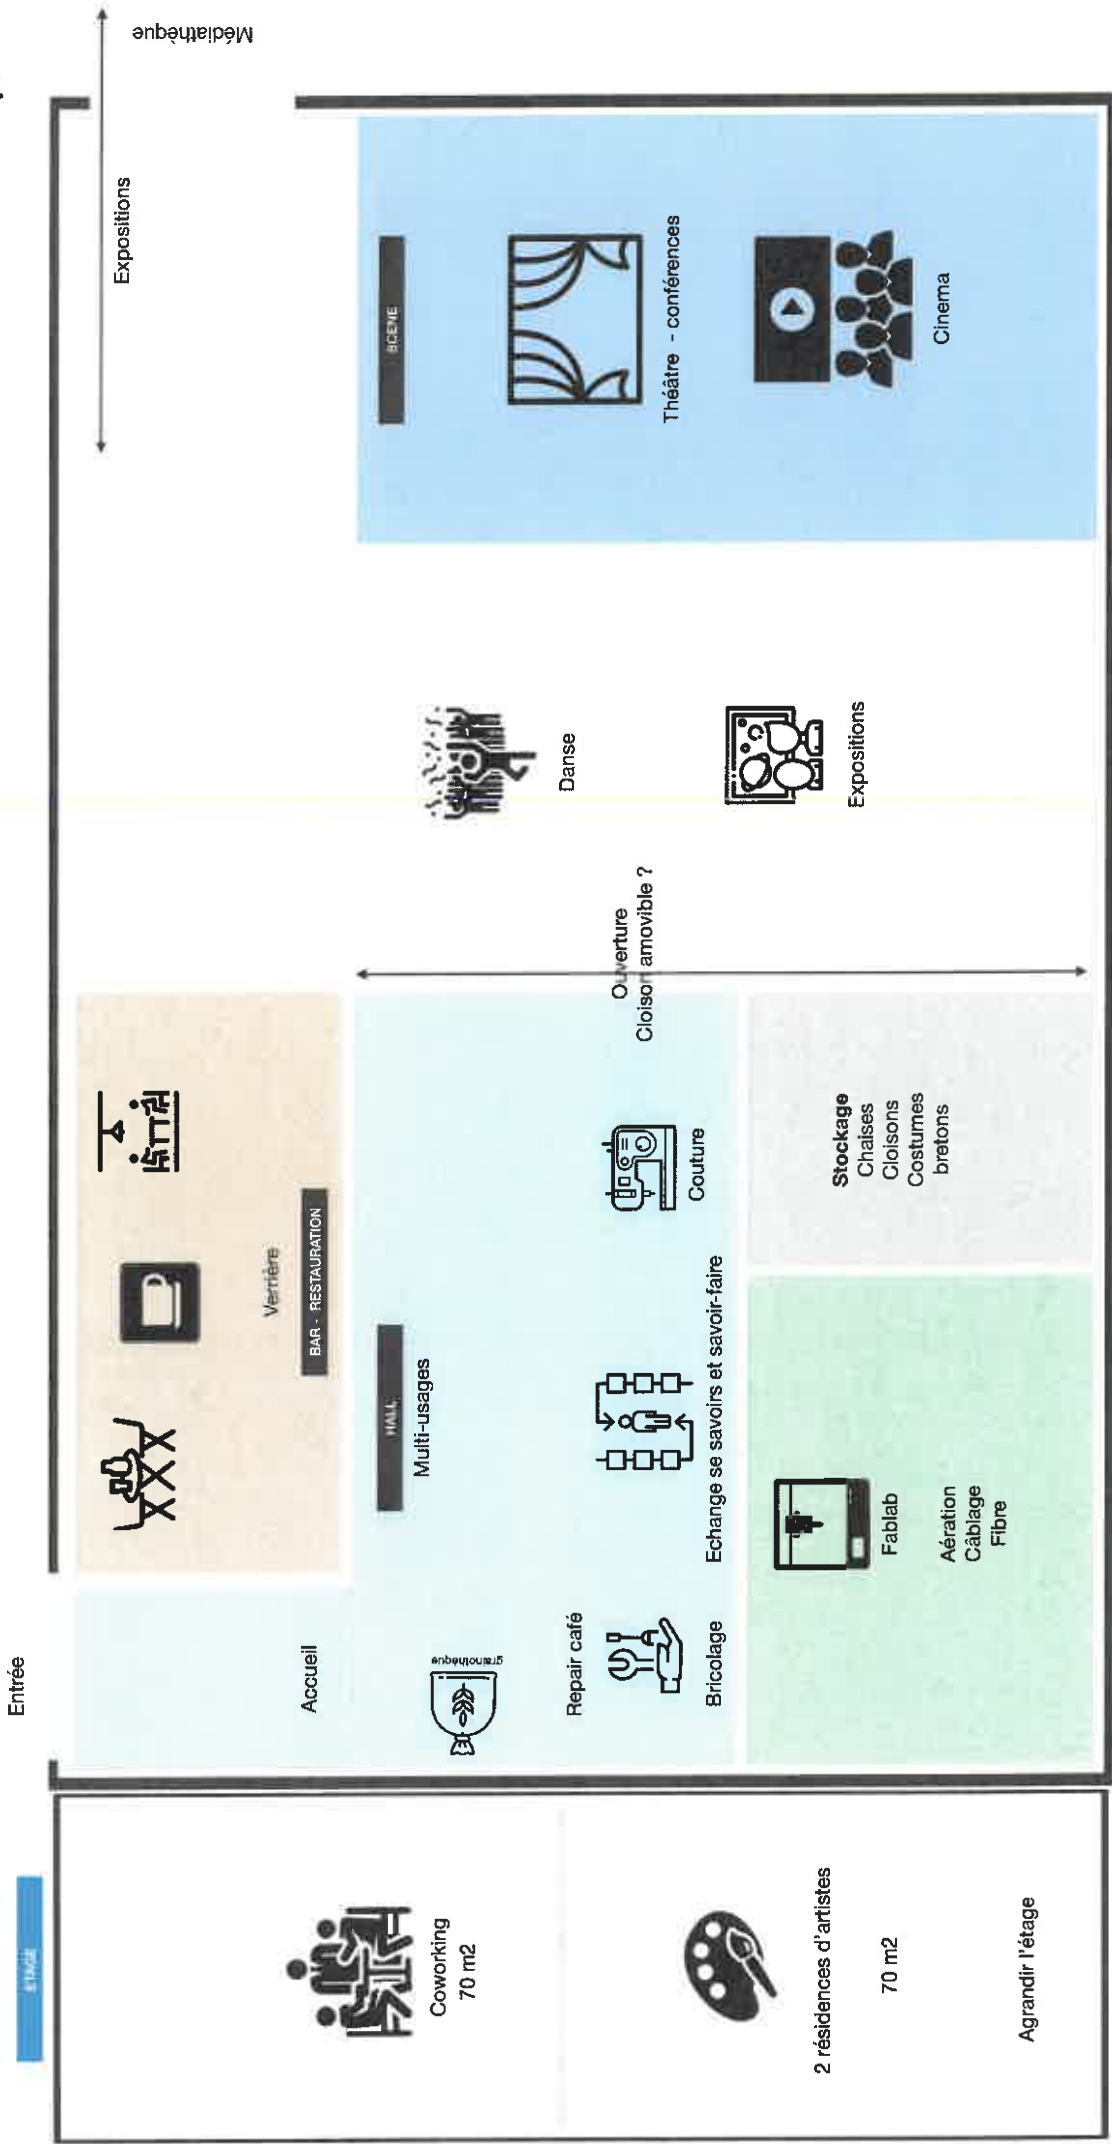 ETAGE
Coworking
70 m2
2 résidences d'artistes
70 m2
Agrandir l'étage
Entrée
Accueil
grainothèque
Repair café
Bricolage
Verrière
BAR - RESTAURATION
HALL
Multi-usages
Echange se savoirs et savoir-faire
Couture
Fablab
Aération
Câblage
Fibre
Stockage
Chaises
Cloisons
Costumes
bretons
Ouverture
Cloison amovible ?
Danse
Expositions
Expositions
Médiathèque
SCENE
Théâtre - conférences
Cinema